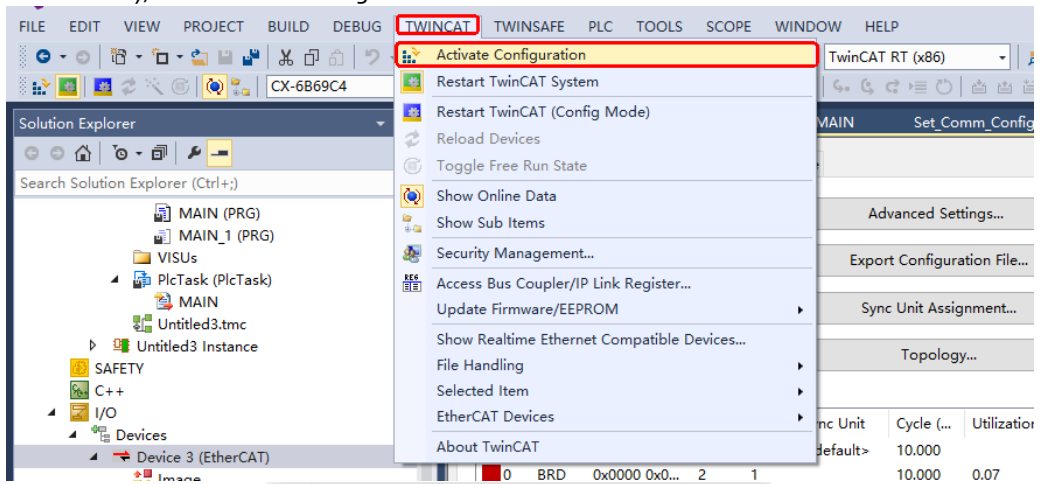 FILE EDIT VIEW PROJECT BUILD DEBUG TWINCAT TWINSAFE PLC TOOLS SCOPE WINDOW HELP
Activate Configuration
TwinCAT RT (x86)
Restart TwinCAT System
CX-6B69C4
Restart TwinCAT (Config Mode)
Solution Explorer
MAIN Set_Comm_Config
Reload Devices
Toggle Free Run State
Search Solution Explorer (Ctrl+;)
Show Online Data
MAIN (PRG)
Advanced Settings...
Show Sub Items
MAIN_1 (PRG)
Security Management...
VISUs
Export Configuration File...
PlcTask (PlcTask)
REG
Access Bus Coupler/IP Link Register...
MAIN
Update Firmware/EEPROM
Sync Unit Assignment...
Untitled3.tmc
Show Realtime Ethernet Compatible Devices...
Untitled3 Instance
Topology...
SAFETY
File Handling
C++
Selected Item
I/O
EtherCAT Devices
nc Unit Cycle (... Utilization
Devices
About TwinCAT
default> 10.000
Device 3 (EtherCAT)
Image
0 BRD 0x0000 0x0... 2 1 10.000 0.07